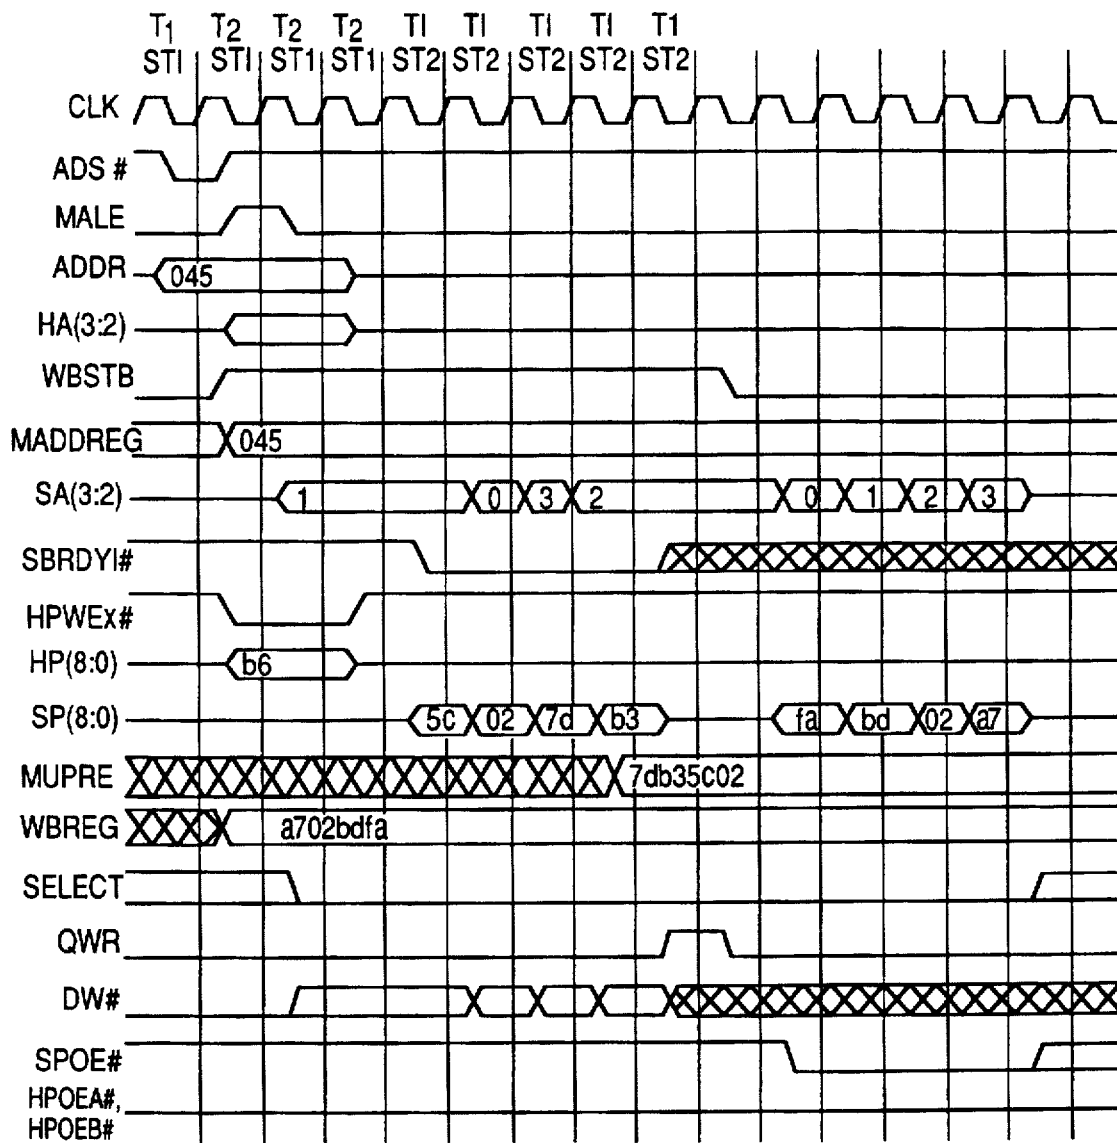 T1 T2 T2 T2 TI TI TI TI T1
STI STI ST1 ST1 ST2 ST2 ST2 ST2 ST2
CLK
ADS #
MALE
ADDR 045
HA(3:2)
WBSTB
MADDREG 045
SA(3:2) 1 0 3 2 0 1 2 3
SBRDYI#
HPWEx#
HP(8:0) b6
SP(8:0) 5c 02 7d b3 fa bd 02 a7
MUPRE 7db35C02
WBREG a702bdfa
SELECT
QWR
DW#
SPOE#
HPOEA#,
HPOEB#